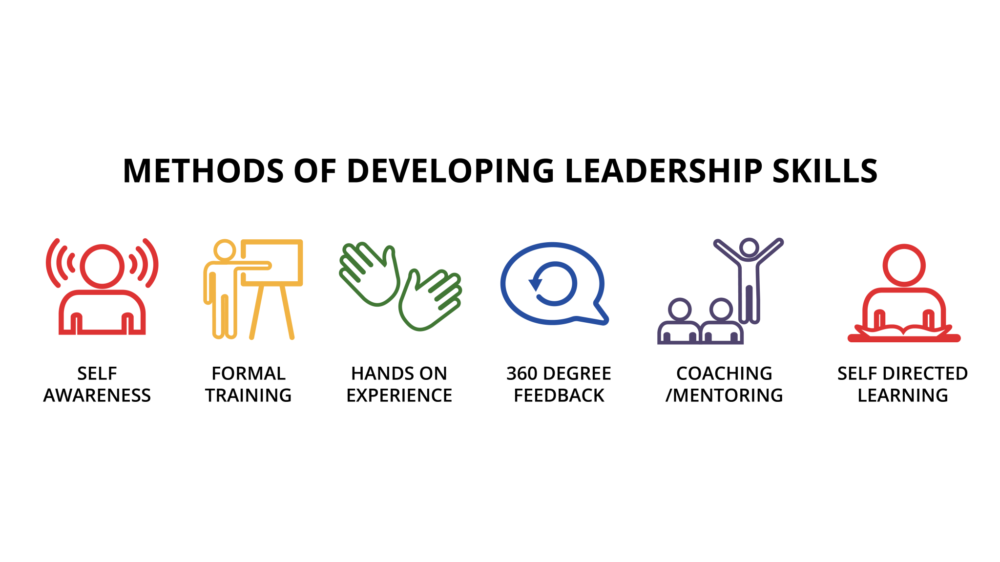 METHODS OF DEVELOPING LEADERSHIP SKILLS
SELF
AWARENESS
FORMAL
TRAINING
HANDS ON
EXPERIENCE
360 DEGREE
FEEDBACK
COACHING
/MENTORING
SELF DIRECTED
LEARNING